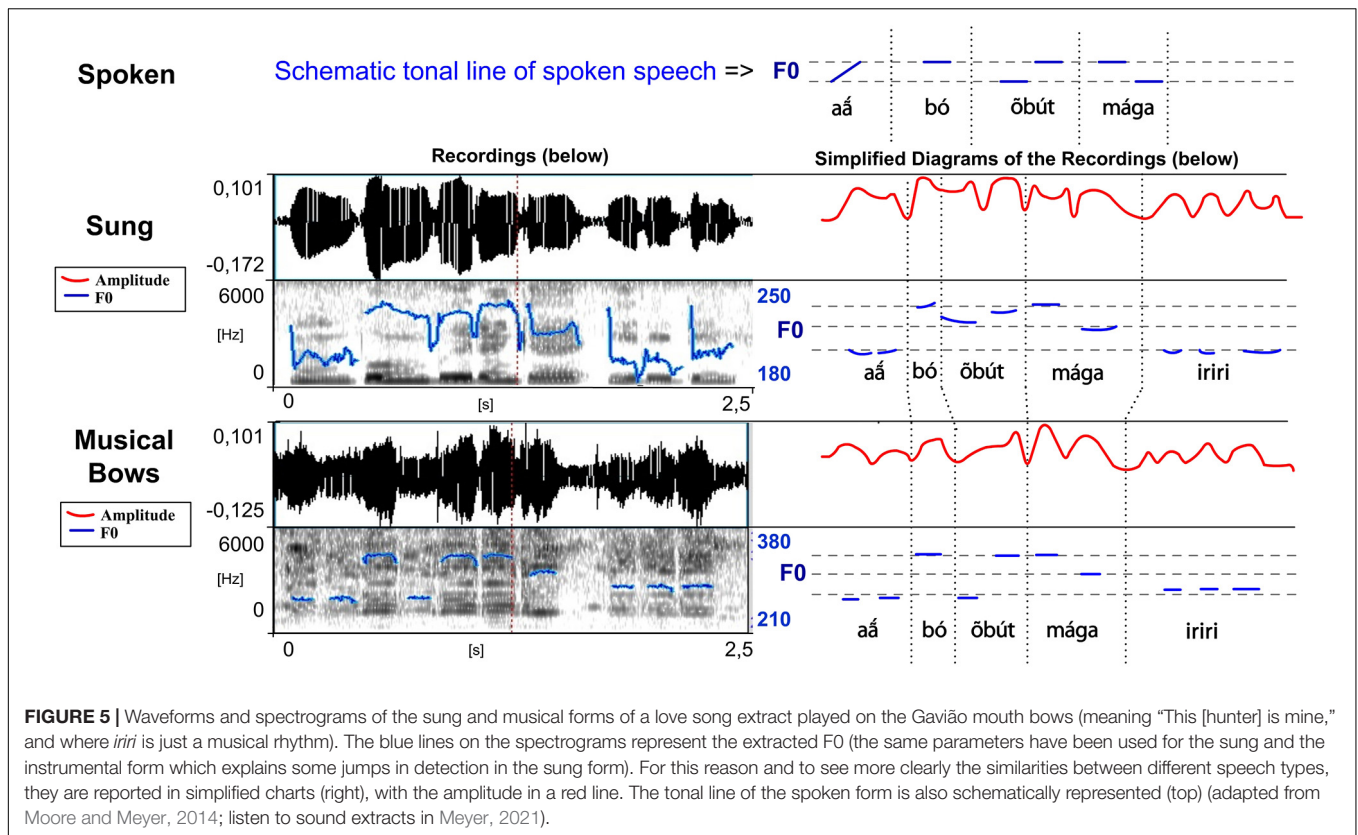 Spoken
Schematic tonal line of spoken speech => F0
aá̃ bó õbút mága
Recordings (below)
Simplified Diagrams of the Recordings (below)
Sung
Amplitude
F0
0,101
-0,172
6000
[Hz]
0
0 [s] 2,5
250
F0
180
aá̃ bó õbút mága iriri
Musical
Bows
Amplitude
F0
0,101
-0,125
6000
[Hz]
0
0 [s] 2,5
380
F0
210
aá̃ bó õbút mága iriri
FIGURE 5 | Waveforms and spectrograms of the sung and musical forms of a love song extract played on the Gavião mouth bows (meaning “This [hunter] is mine,”
and where iriri is just a musical rhythm). The blue lines on the spectrograms represent the extracted F0 (the same parameters have been used for the sung and the
instrumental form which explains some jumps in detection in the sung form). For this reason and to see more clearly the similarities between different speech types,
they are reported in simplified charts (right), with the amplitude in a red line. The tonal line of the spoken form is also schematically represented (top) (adapted from
Moore and Meyer, 2014; listen to sound extracts in Meyer, 2021).